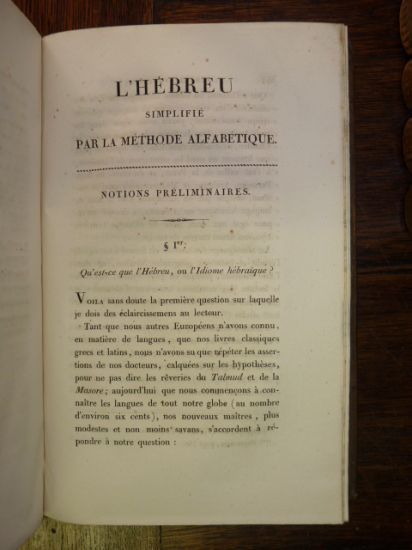 L'HÉBREU
SIMPLIFIÉ
PAR LA MÉTHODE ALFABÉTIQUE.
NOTIONS PRÉLIMINAIRES.
§ Ier.
Qu'est-ce que l'Hébreu, ou l'Idiome hébraïque ?
VOILA sans doute la première question sur laquelle
je dois des éclaircissemens au lecteur.
Tant que nous autres Européens n'avons connu,
en matière de langues, que nos livres classiques
grecs et latins, nous n'avons su que répéter les asser-
tions de nos docteurs, calquées sur les hypothèses,
pour ne pas dire les rêveries du Talmud et de la
Masore; aujourd'hui que nous commençons à con-
naître les langues de tout notre globe (au nombre
d'environ six cents), nos nouveaux maîtres, plus
modestes et non moins savans, s'accordent à ré-
pondre à notre question :